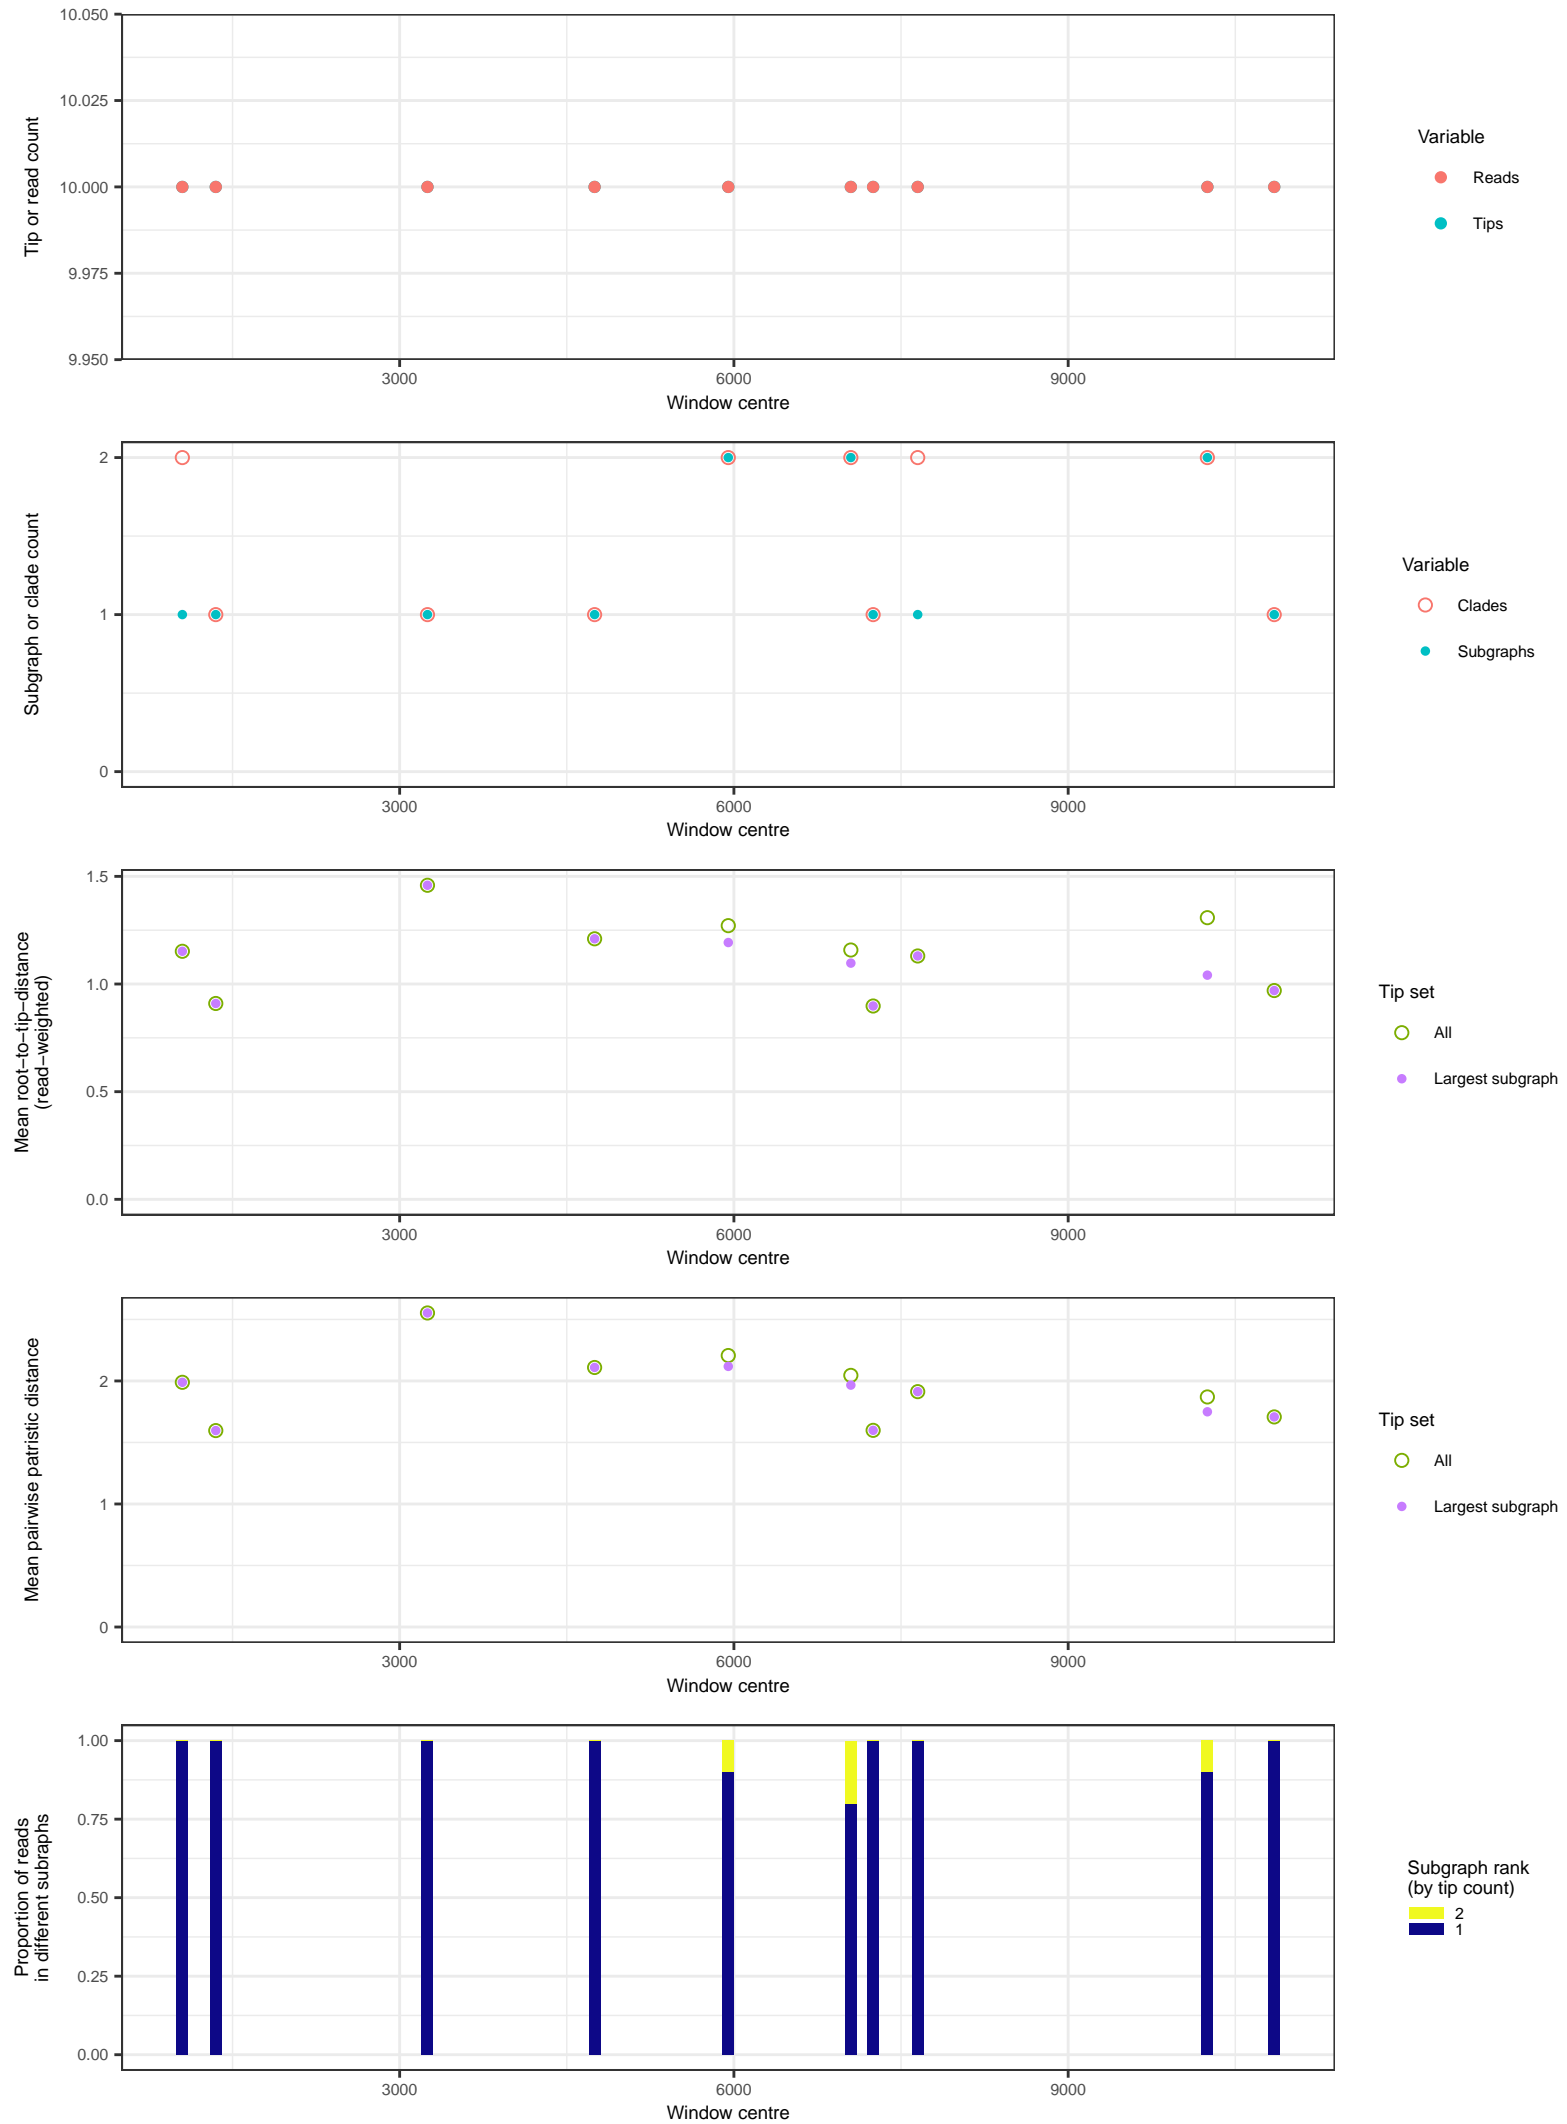 10.050
10.025
10.000
9.975
9.950
Tip or read count
3000
6000
9000
Window centre
Variable
Reads
Tips
2
1
0
Subgraph or clade count
3000
6000
9000
Window centre
Variable
Clades
Subgraphs
1.5
1.0
0.5
0.0
Mean root−to−tip−distance
(read−weighted)
3000
6000
9000
Window centre
Tip set
All
Largest subgraph
2
1
0
Mean pairwise patristic distance
3000
6000
9000
Window centre
Tip set
All
Largest subgraph
1.00
0.75
0.50
0.25
0.00
Proportion of reads
in different subraphs
3000
6000
9000
Window centre
Subgraph rank
(by tip count)
2
1